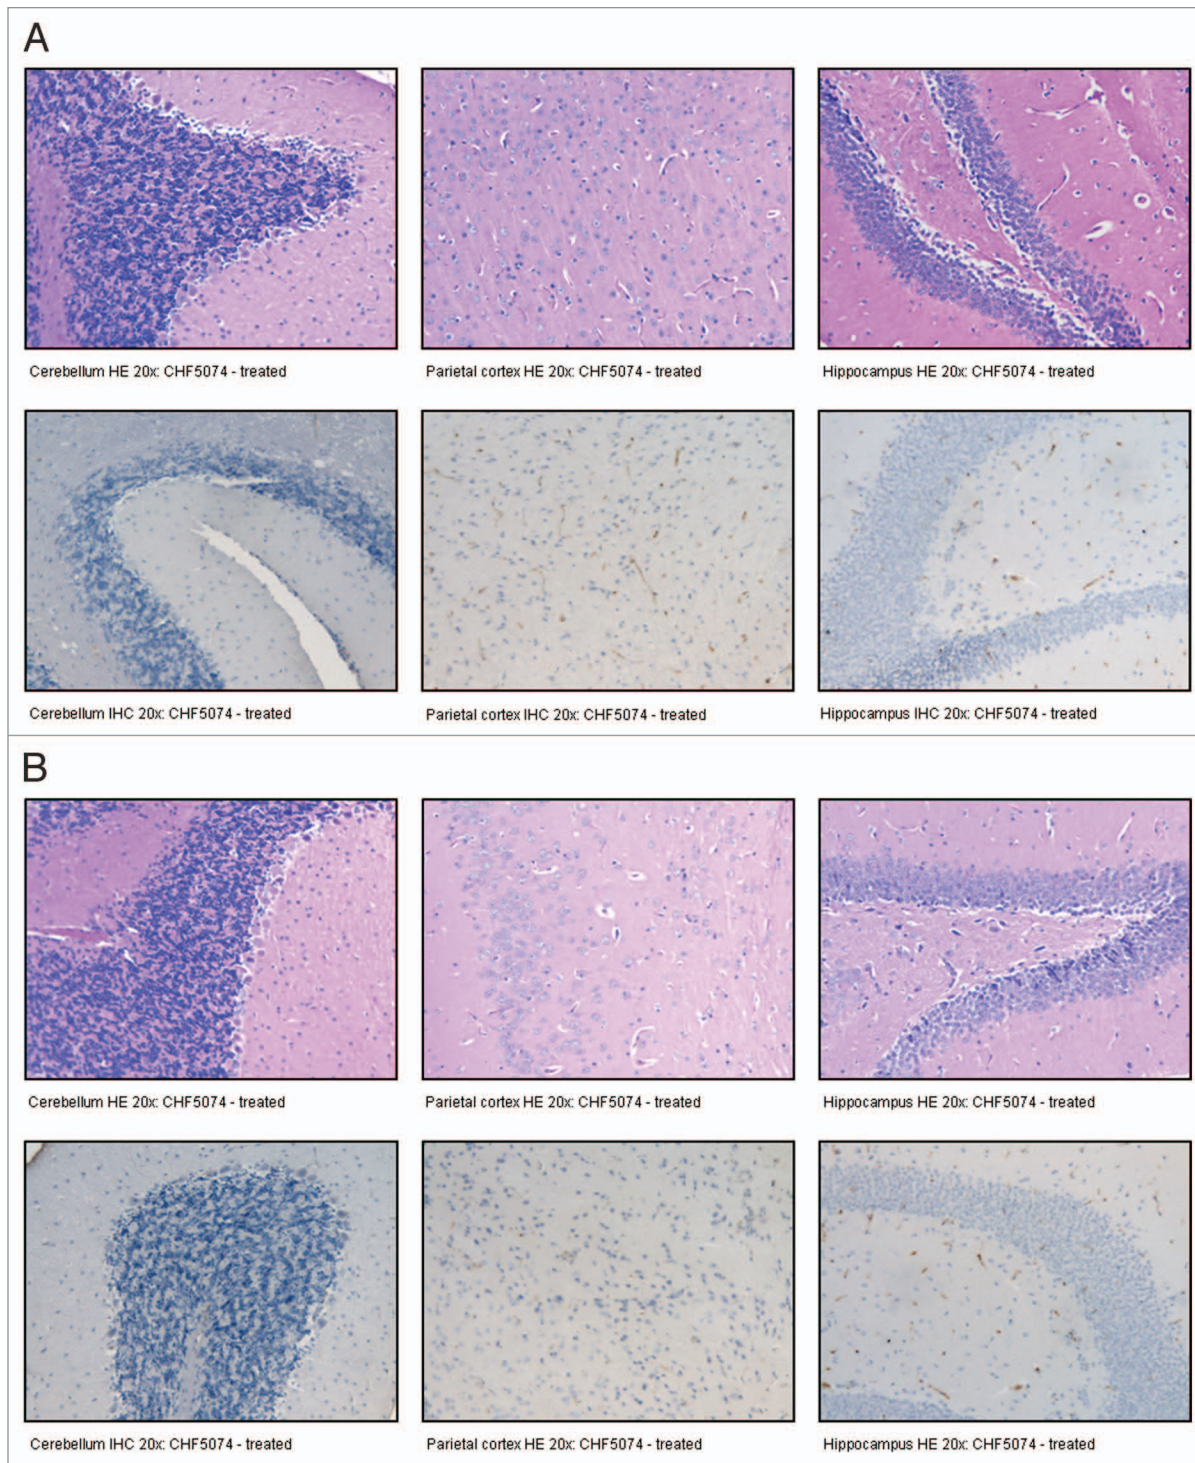 A
Cerebellum HE 20x: CHF5074 - treated
Parietal cortex HE 20x: CHF5074 - treated
Hippocampus HE 20x: CHF5074 - treated
Cerebellum IHC 20x: CHF5074 - treated
Parietal cortex IHC 20x: CHF5074 - treated
Hippocampus IHC 20x: CHF5074 - treated
B
Cerebellum HE 20x: CHF5074 - treated
Parietal cortex HE 20x: CHF5074 - treated
Hippocampus HE 20x: CHF5074 - treated
Cerebellum IHC 20x: CHF5074 - treated
Parietal cortex HE 20x: CHF5074 - treated
Hippocampus HE 20x: CHF5074 - treated